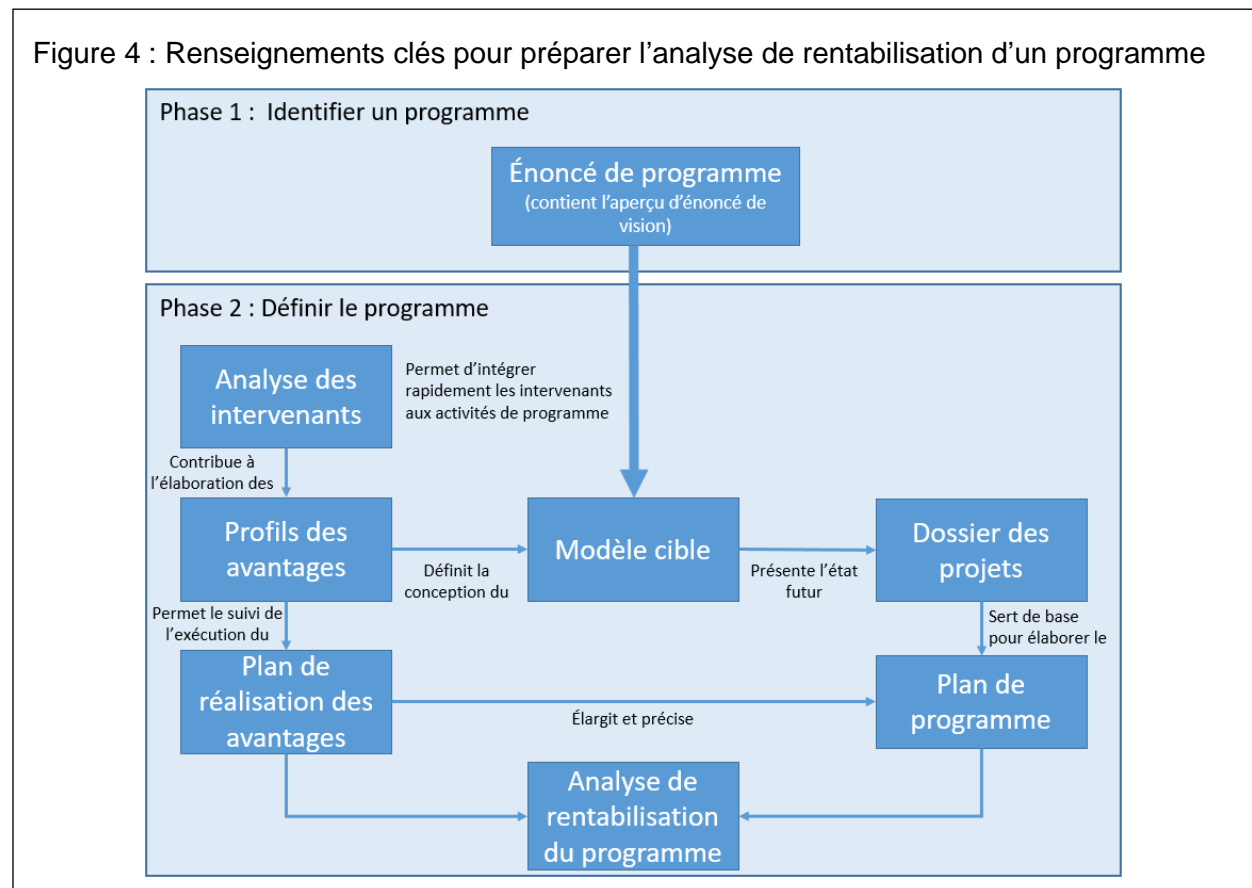 Figure 4 : Renseignements clés pour préparer l’analyse de rentabilisation d’un programme
Phase 1 :  Identifier un programme
Énoncé de programme
(contient l’aperçu d’énoncé de
vision)
Phase 2 : Définir le programme
Analyse des
intervenants
Permet d’intégrer
rapidement les intervenants
aux activités de programme
Contribue à
l’élaboration des
Profils des
avantages
Définit la
conception du
Modèle cible
Présente l’état
futur
Dossier des
projets
Permet le suivi de
l’exécution du
Sert de base
pour élaborer le
Plan de
réalisation des
avantages
Élargit et précise
Plan de
programme
Analyse de
rentabilisation
du programme